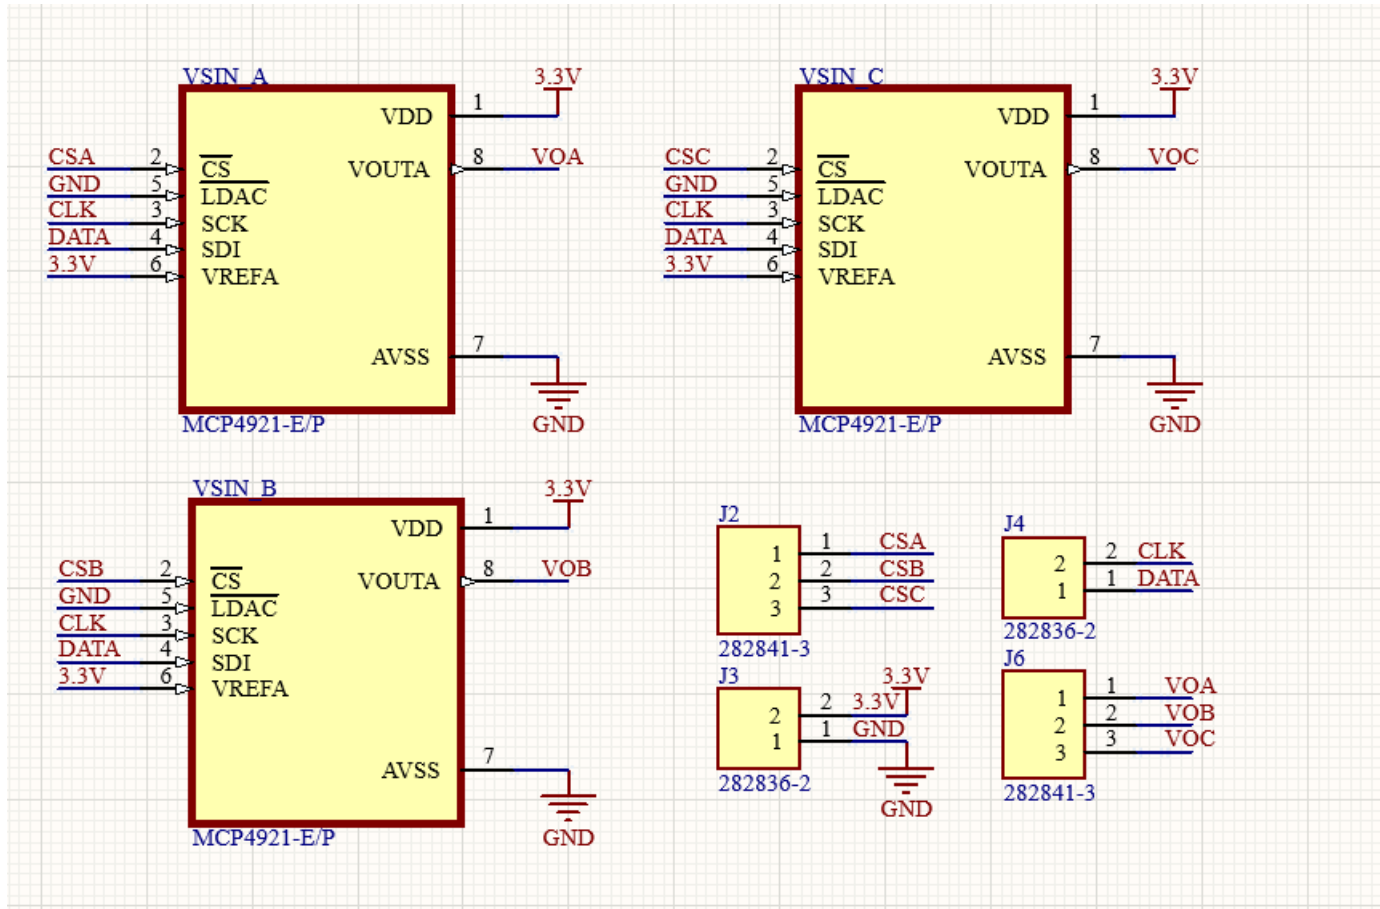 VSIN_A
3.3V
VDD 1
CSA 2 CS VOUTA 8 VOA
GND 5 LDAC
CLK 3 SCK
DATA 4 SDI
3.3V 6 VREFA
AVSS 7
MCP4921-E/P
GND
VSIN_C
3.3V
VDD 1
CSC 2 CS VOUTA 8 VOC
GND 5 LDAC
CLK 3 SCK
DATA 4 SDI
3.3V 6 VREFA
AVSS 7
MCP4921-E/P
GND
VSIN_B
3.3V
VDD 1
CSB 2 CS VOUTA 8 VOB
GND 5 LDAC
CLK 3 SCK
DATA 4 SDI
3.3V 6 VREFA
AVSS 7
MCP4921-E/P
GND
J2
1 1 CSA
2 2 CSB
3 3 CSC
282841-3
J4
2 2 CLK
1 1 DATA
282836-2
J3
3.3V
2 2 3.3V
1 1 GND
282836-2
GND
J6
1 1 VOA
2 2 VOB
3 3 VOC
282841-3